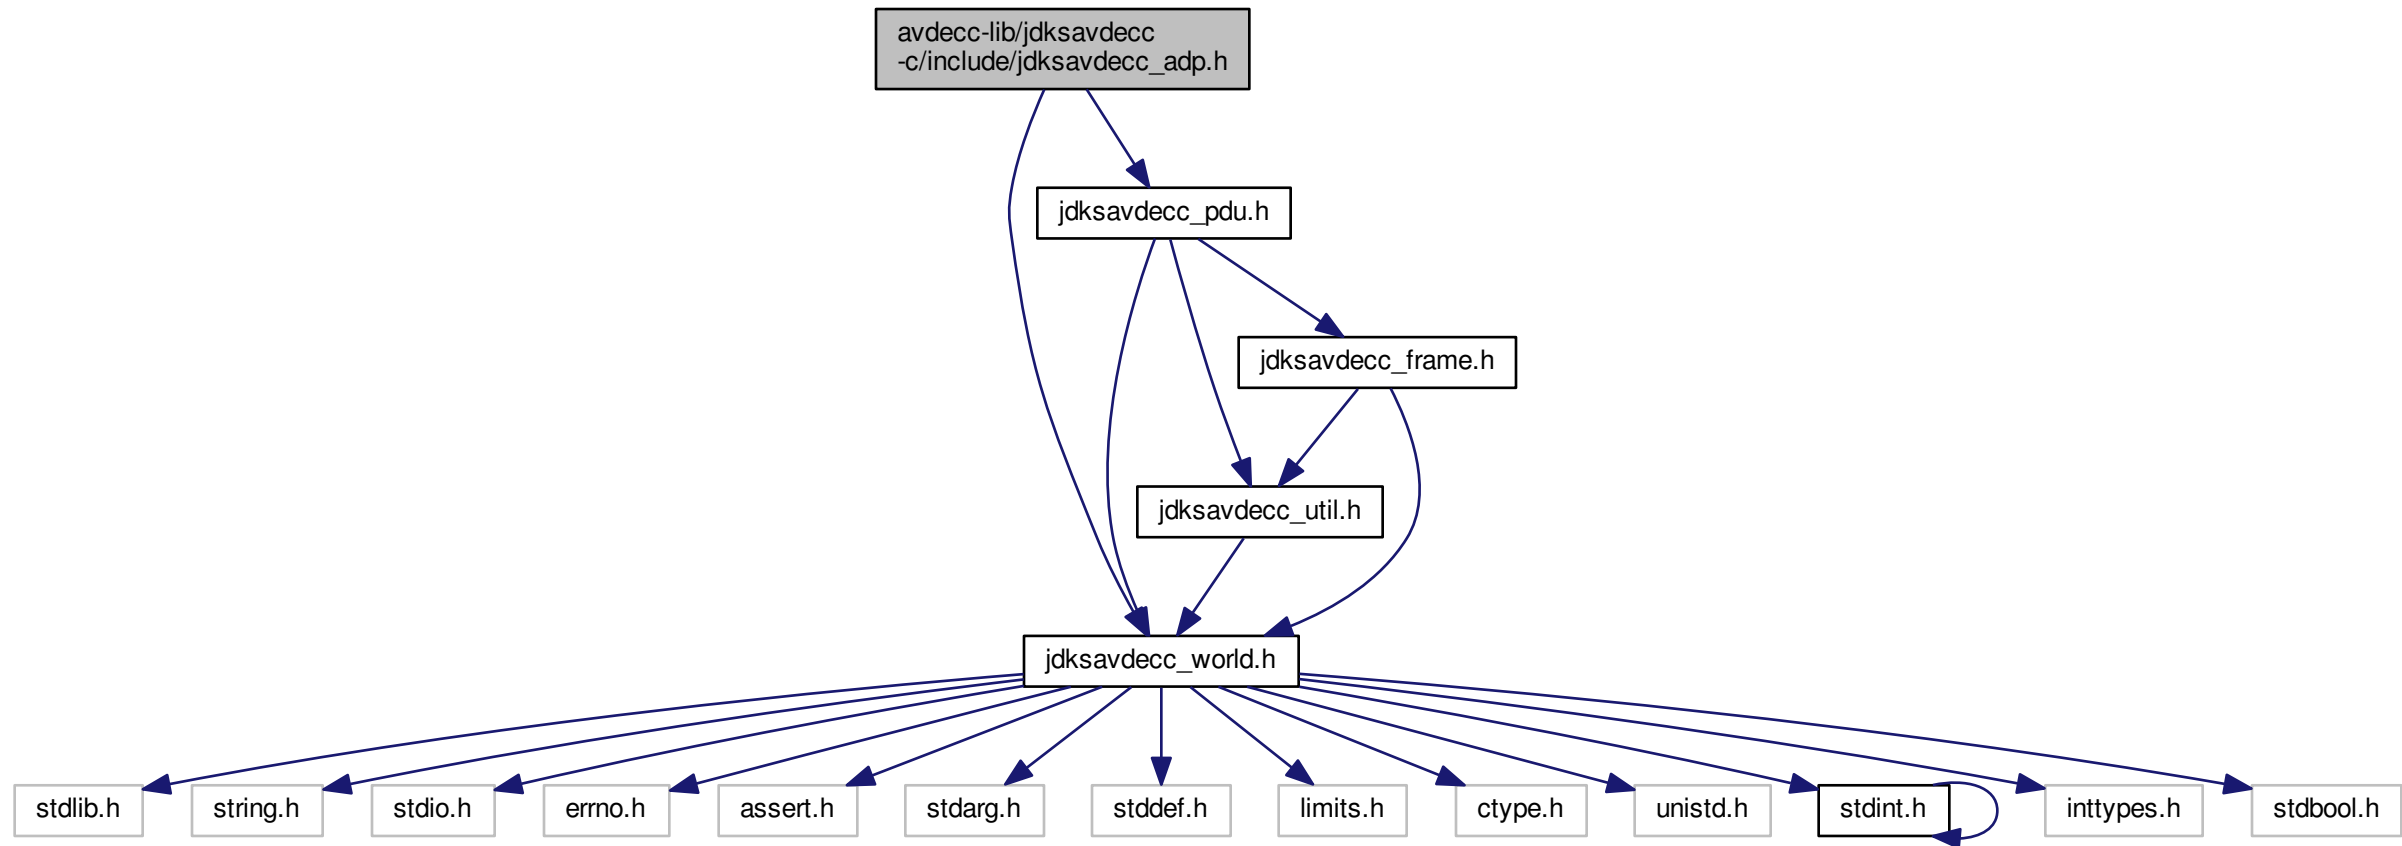 avdecc-lib/jdksavdecc
-c/include/jdksavdecc_adp.h
jdksavdecc_pdu.h
jdksavdecc_frame.h
jdksavdecc_util.h
jdksavdecc_world.h
stdlib.h
string.h
stdio.h
errno.h
assert.h
stdarg.h
stddef.h
limits.h
ctype.h
unistd.h
stdint.h
inttypes.h
stdbool.h